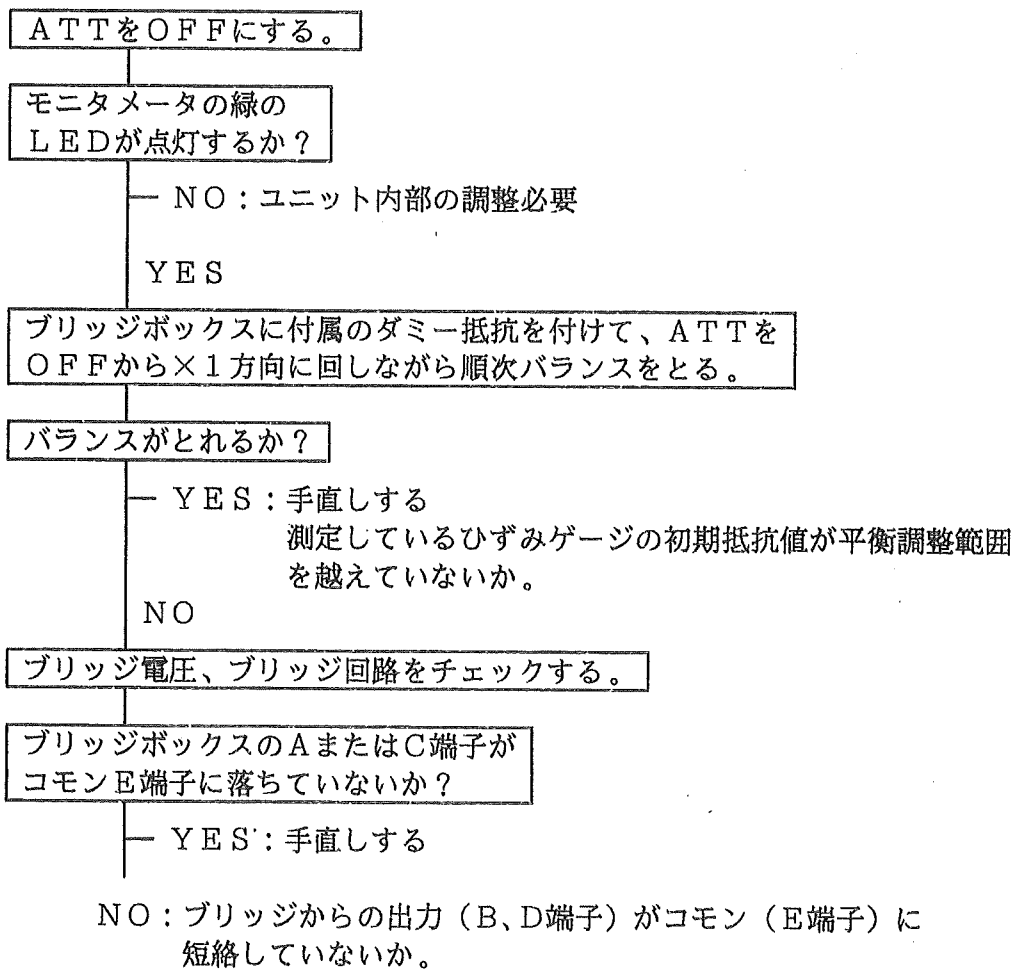 ATTをOFFにする。
モニタメータの緑の
LEDが点灯するか?
NO:ユニット内部の調整必要
YES
ブリッジボックスに付属のダミー抵抗を付けて、ATTを
OFFから×1方向に回しながら順次バランスをとる。
バランスがとれるか?
YES:手直しする
測定しているひずみゲージの初期抵抗値が平衡調整範囲
を越えていないか。
NO
ブリッジ電圧、ブリッジ回路をチェックする。
ブリッジボックスのAまたはC端子が
コモンE端子に落ちていないか?
YES:手直しする
NO:ブリッジからの出力(B、D端子)がコモン(E端子)に
短絡していないか。